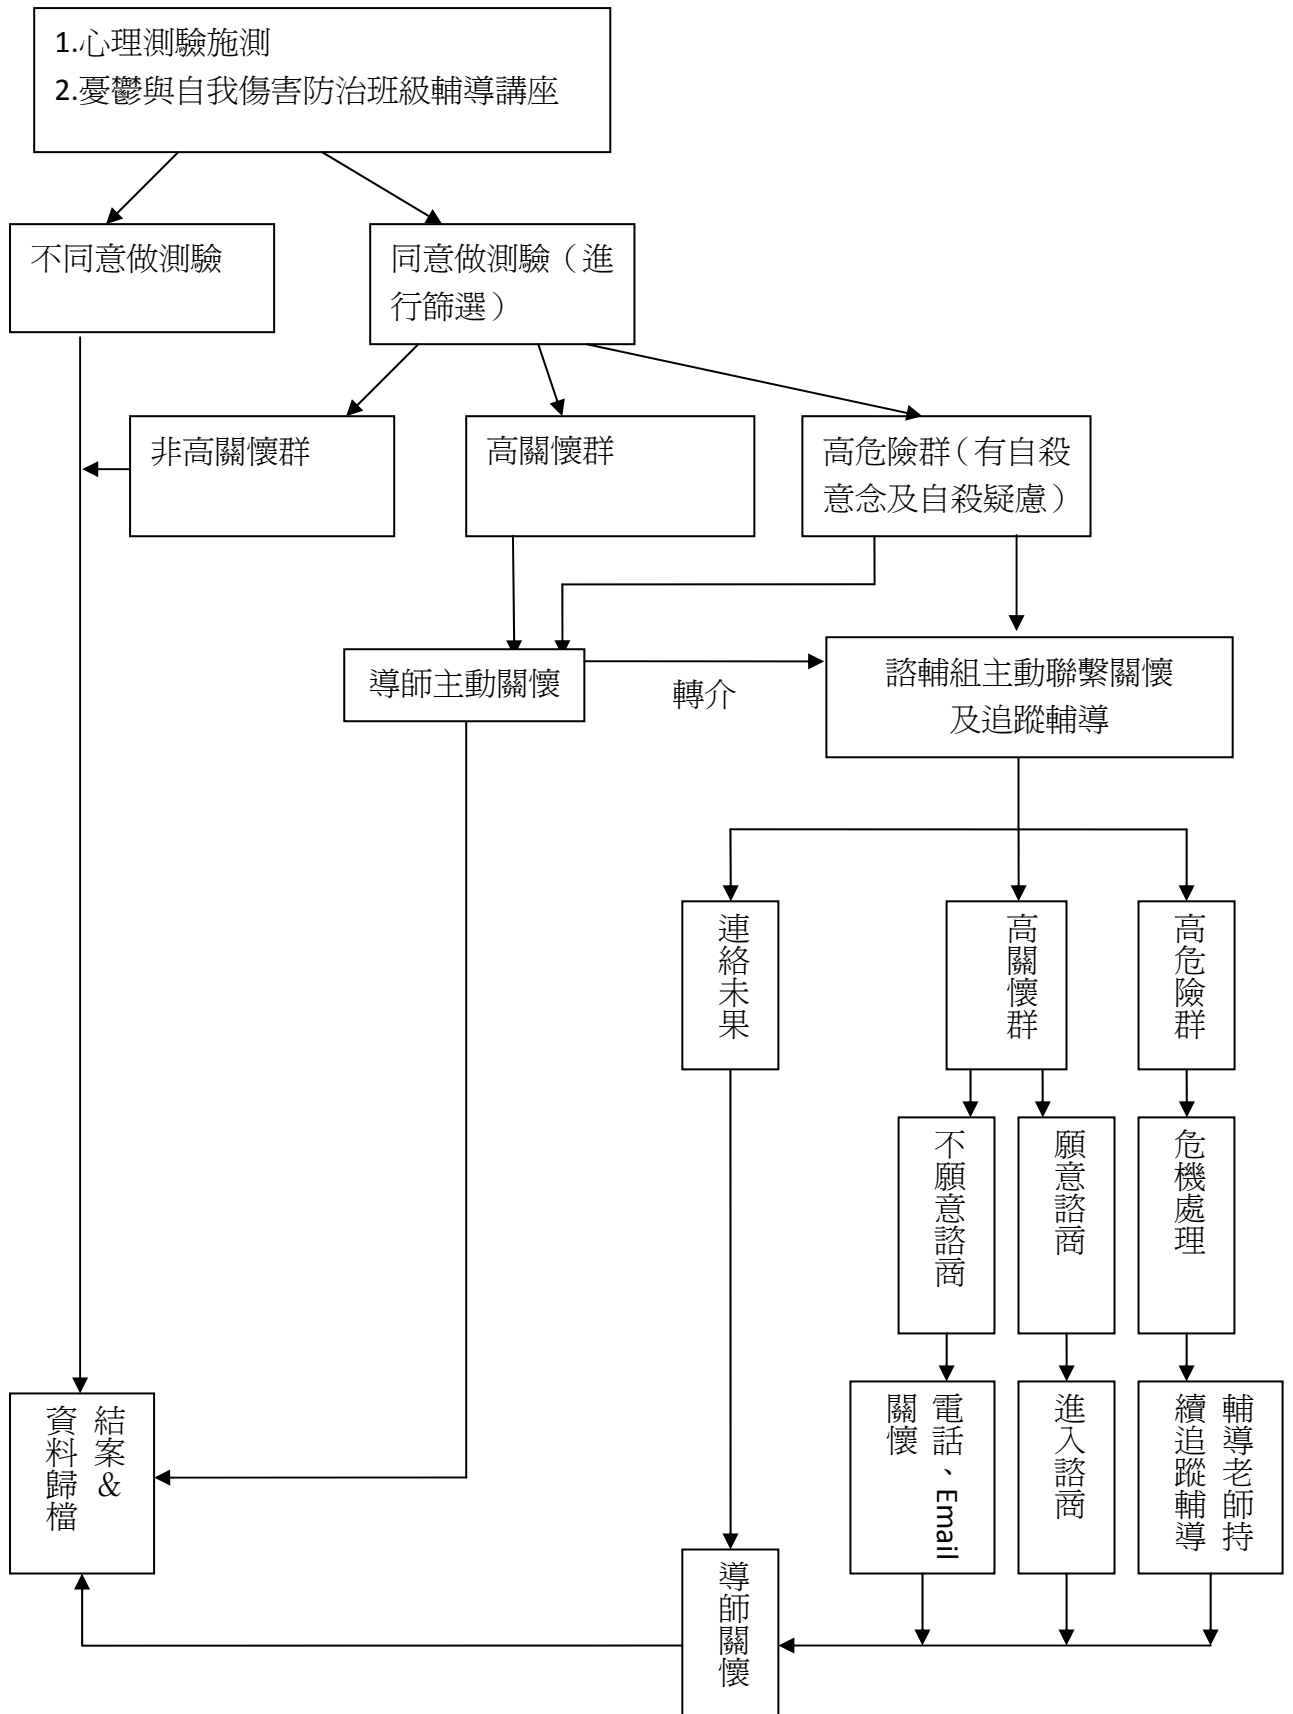 1.心理測驗施測
2.憂鬱與自我傷害防治班級輔導講座
不同意做測驗
同意做測驗（進
行篩選）
非高關懷群
高關懷群
高危險群（有自殺
意念及自殺疑慮）
導師主動關懷
轉介
諮輔組主動聯繫關懷
及追蹤輔導
連絡未果
高關懷群
高危險群
不願意諮商
願意諮商
危機處理
結案&
資料歸檔
電話、Email
關懷
進入諮商
輔導老師持
續追蹤輔導
導師關懷